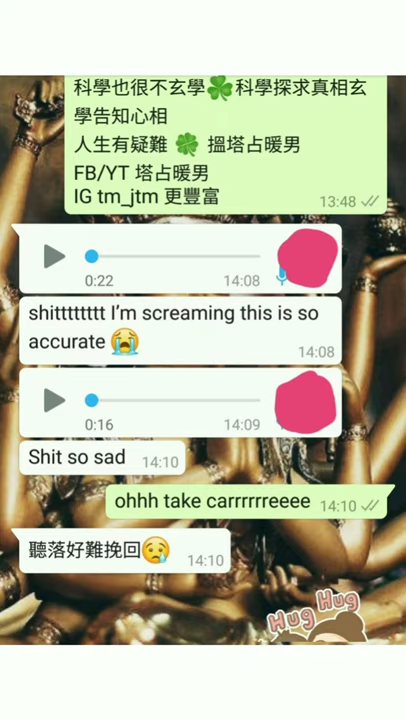 科學也很不玄學🍀科學探求真相玄
學告知心相
人生有疑難 🍀 搵塔占暖男
FB/YT 塔占暖男
IG tm_jtm 更豐富
13:48
0:22 14:08
shittttttttt I’m screaming this is so
accurate 😭
14:08
0:16 14:09
Shit so sad 14:10
ohhh take carrrrrreeee 14:10
聽落好難挽回😢
14:10
Hug Hug